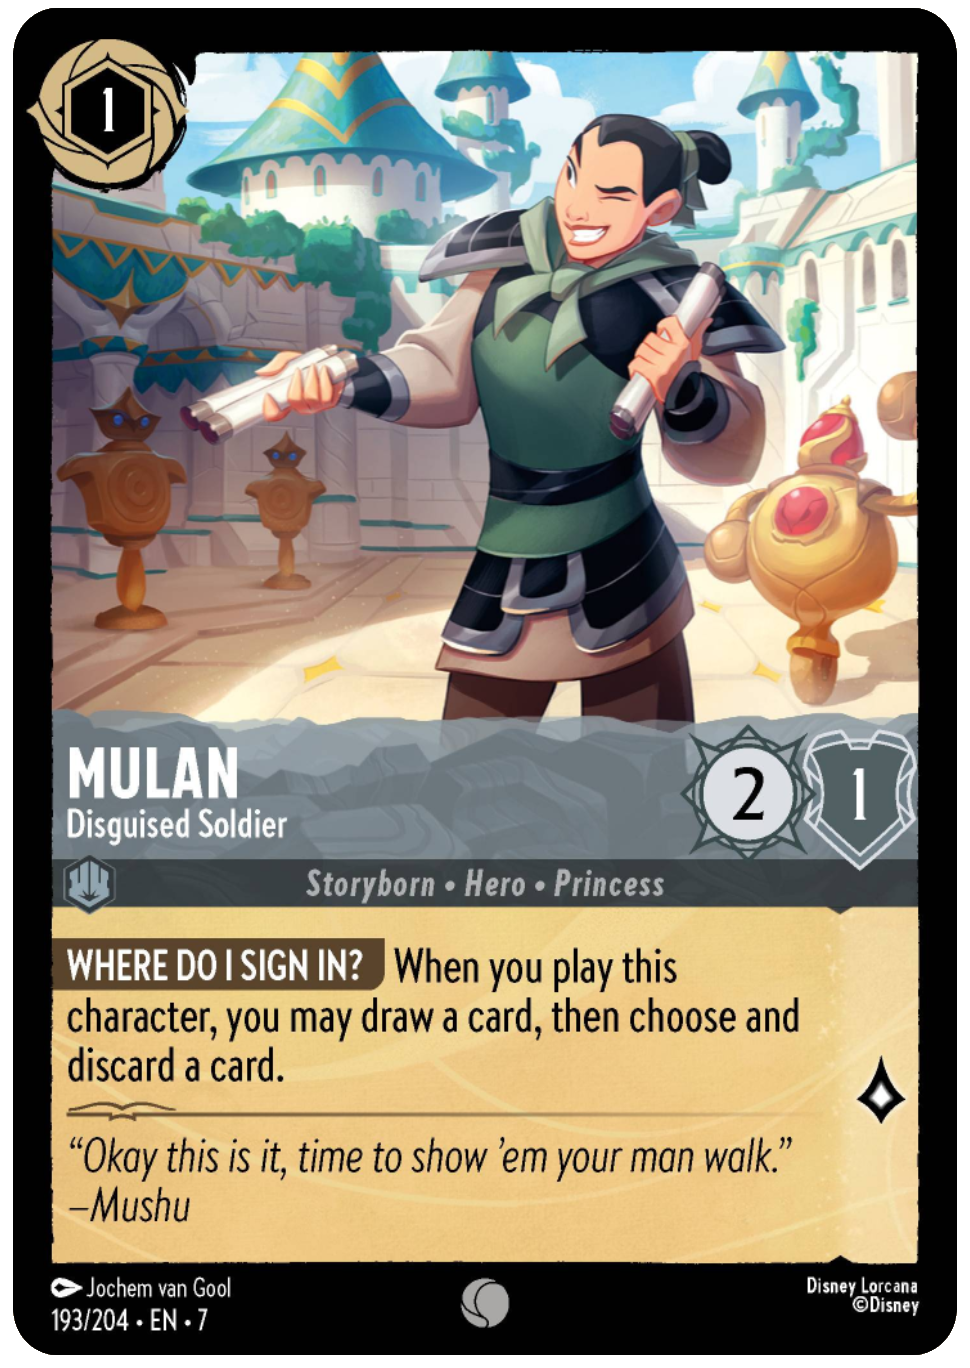 1
MULAN
Disguised Soldier
2
1
Storyborn • Hero • Princess
WHERE DO I SIGN IN? When you play this
character, you may draw a card, then choose and
discard a card.
“Okay this is it, time to show ’em your man walk.”
–Mushu
Jochem van Gool
193/204 • EN • 7
Disney Lorcana
©Disney